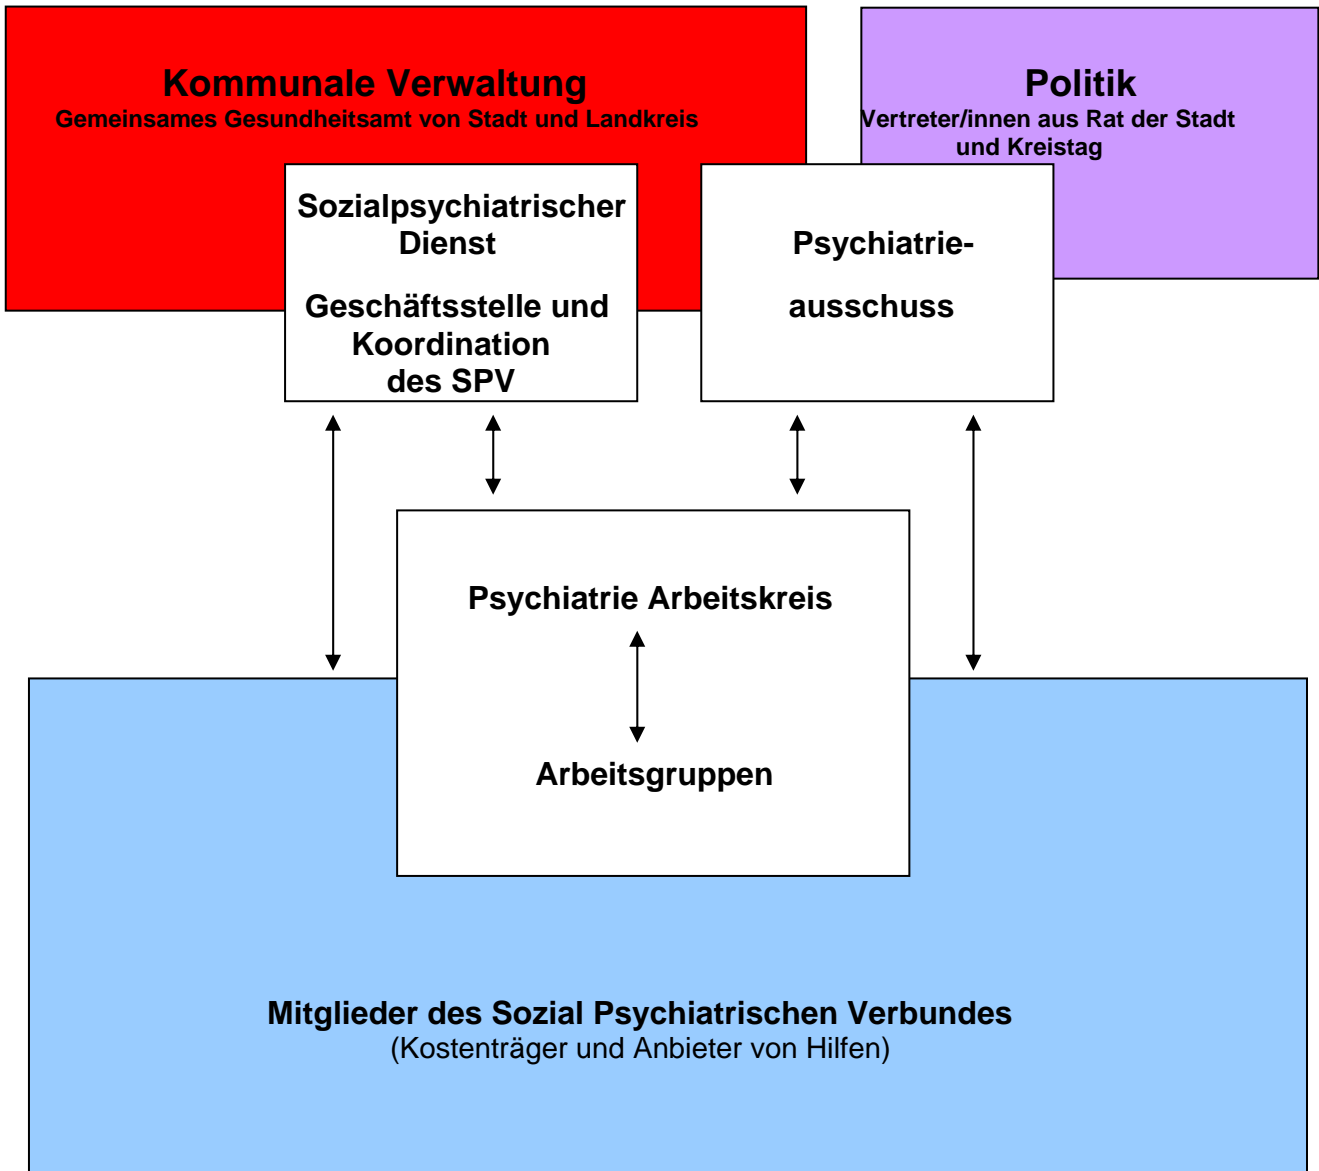 Kommunale Verwaltung
Gemeinsames Gesundheitsamt von Stadt und Landkreis
Politik
Vertreter/innen aus Rat der Stadt
und Kreistag
Sozialpsychiatrischer
Dienst
Geschäftsstelle und
Koordination
des SPV
Psychiatrie-
ausschuss
Psychiatrie Arbeitskreis
Arbeitsgruppen
Mitglieder des Sozial Psychiatrischen Verbundes
(Kostenträger und Anbieter von Hilfen)